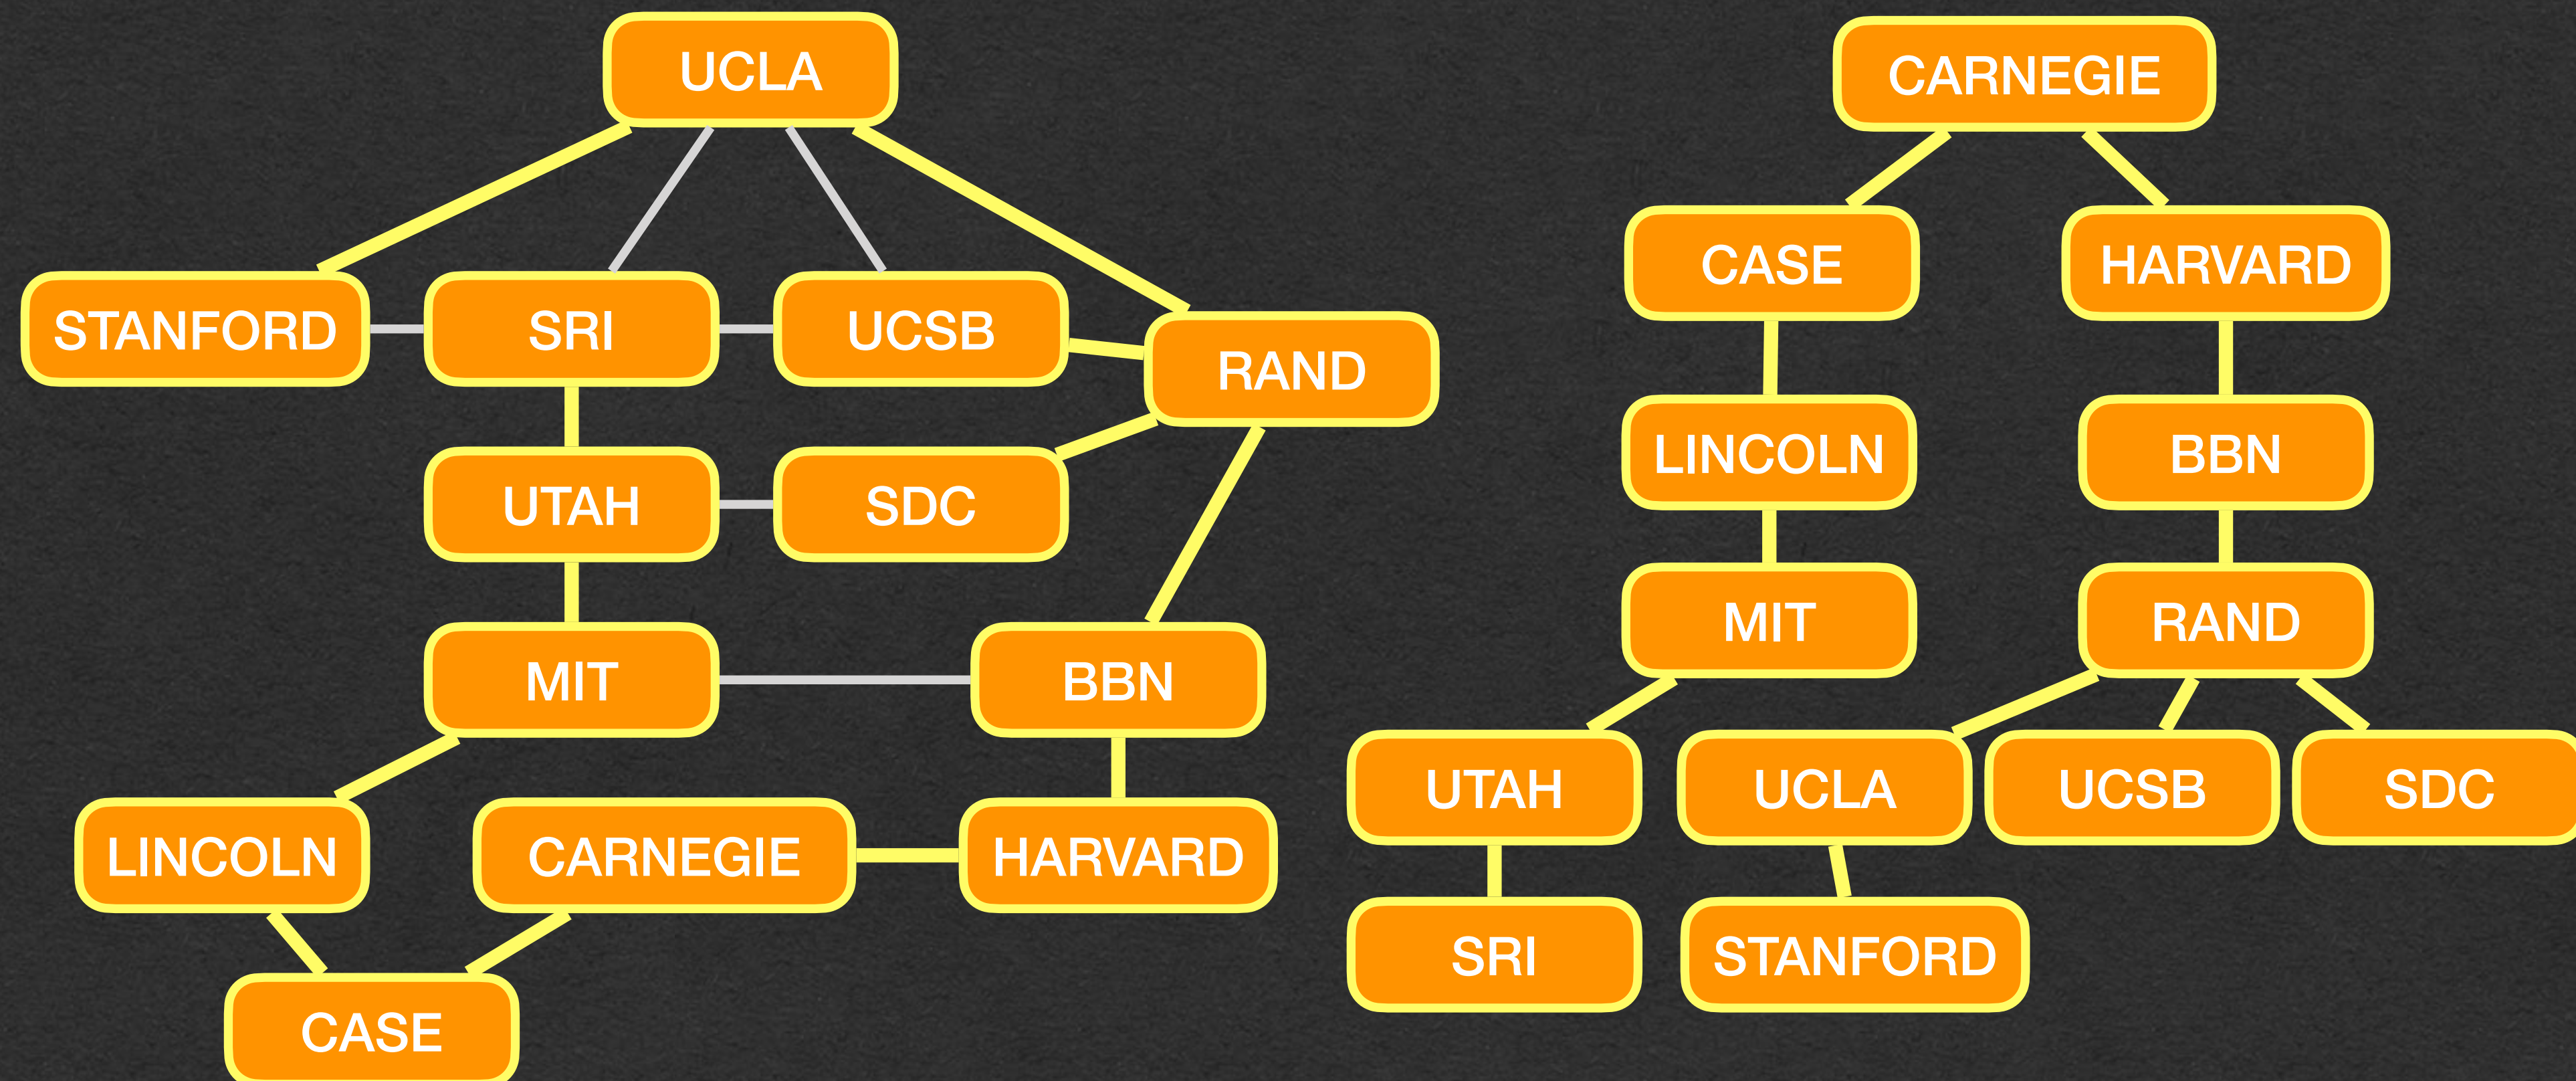 UCLA
STANFORD
SRI
UCSB
RAND
UTAH
SDC
MIT
BBN
LINCOLN
CARNEGIE
HARVARD
CASE
CARNEGIE
CASE
HARVARD
LINCOLN
BBN
MIT
RAND
UTAH
UCLA
UCSB
SDC
SRI
STANFORD